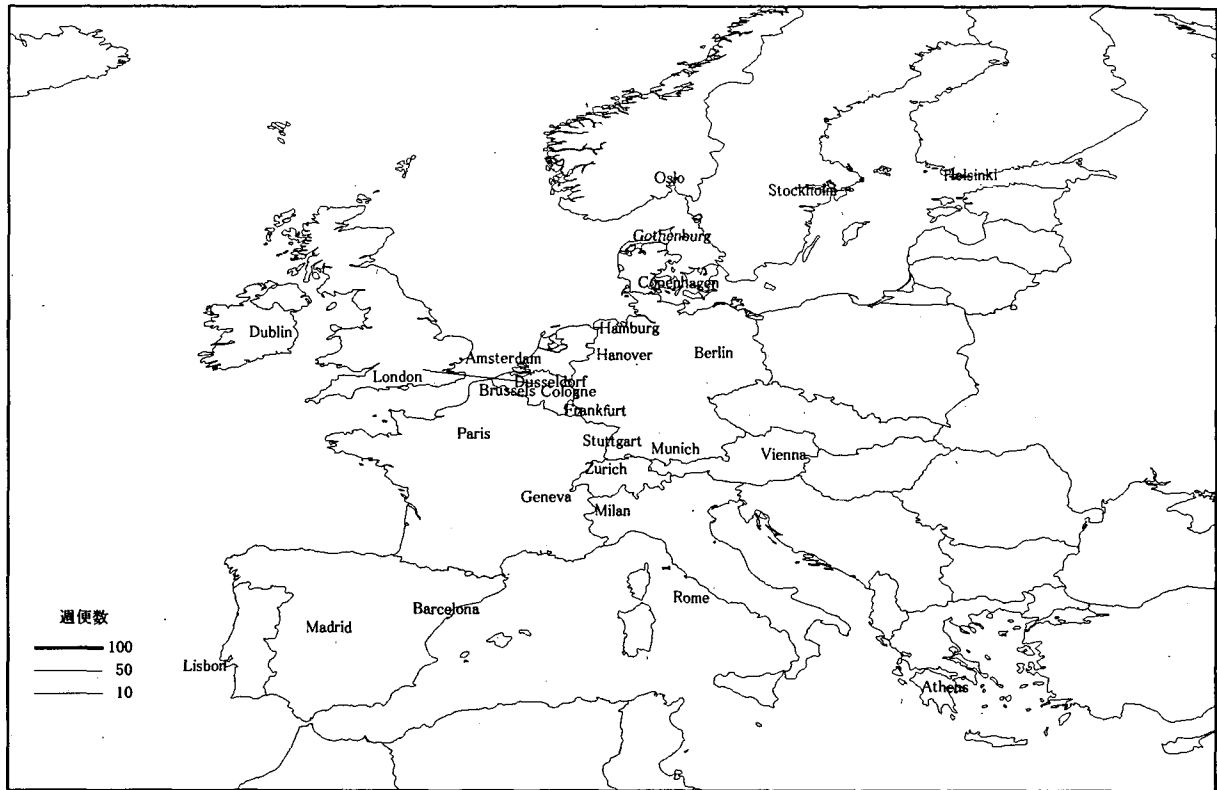 Oslo
Helsinki
Stockholm
Gothenburg
Copenhagen
Dublin
Hamburg
Amsterdam
Hanover
Berlin
London
Dusseldorf
Brussels
Cologne
Frankfurt
Paris
Stuttgart
Munich
Vienna
Zurich
Geneva
Milan
Rome
Barcelona
Madrid
Lisbon
Athens
週便数
100
50
10